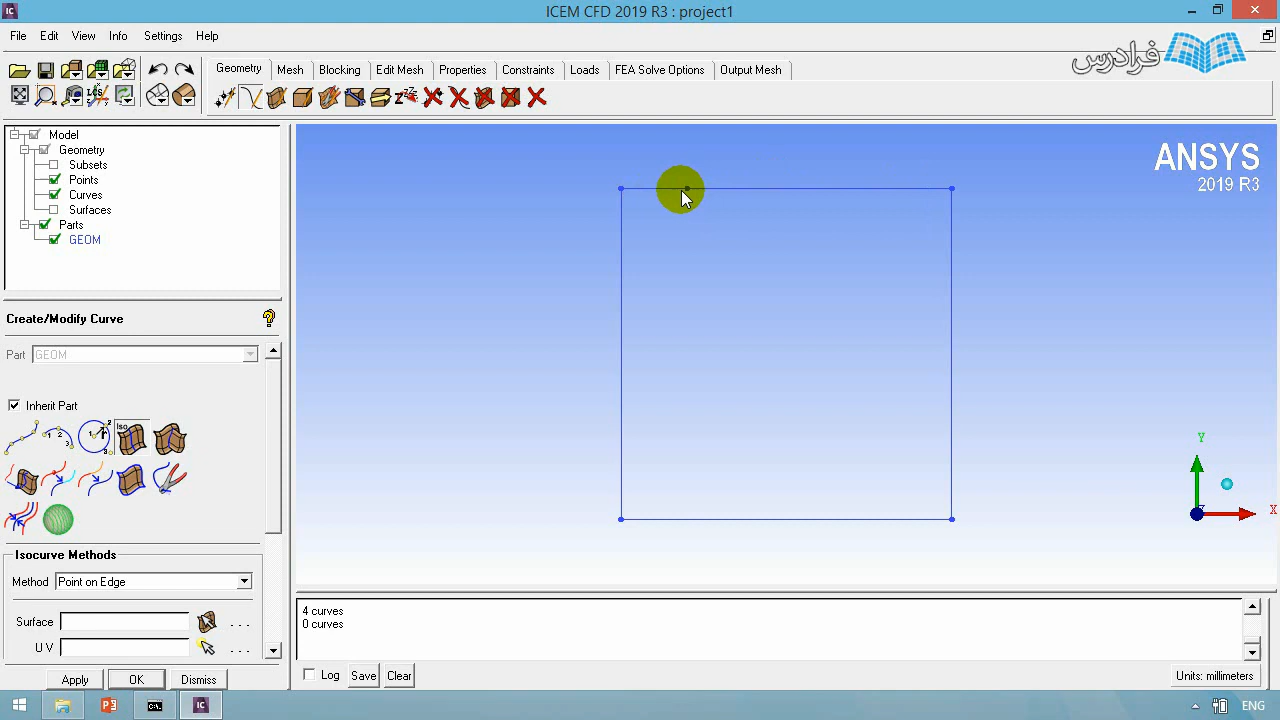 ICEM CFD 2019 R3 : project1
File Edit View Info Settings Help
فرادرس
Geometry Mesh Blocking Edit Mesh Properties Constraints Loads FEA Solve Options Output Mesh
Model
Geometry
Subsets
Points
Curves
Surfaces
Parts
GEOM
ANSYS
2019 R3
Create/Modify Curve
Part GEOM
Inherit Part
Iso
Isocurve Methods
Method Point on Edge
Surface
UV
Apply OK Dismiss
Y
X
4 curves
0 curves
Log Save Clear
Units: millimeters
ENG